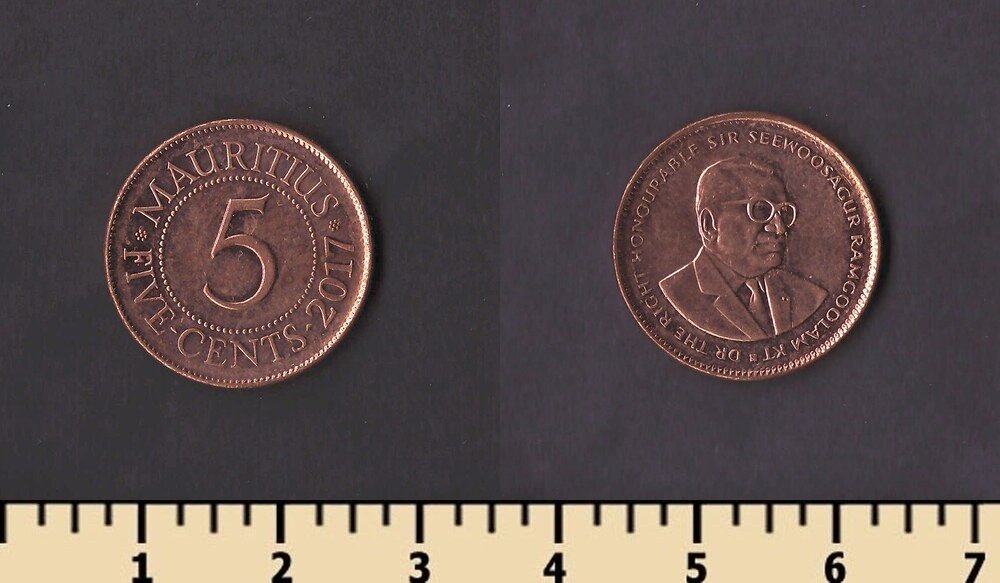 MAURITIUS
5
FIVE-CENTS-2017
DR THE RIGHT HONOURABLE SIR SEEWOOSAGUR RAMGOOLAM KT
1 2 3 4 5 6 7